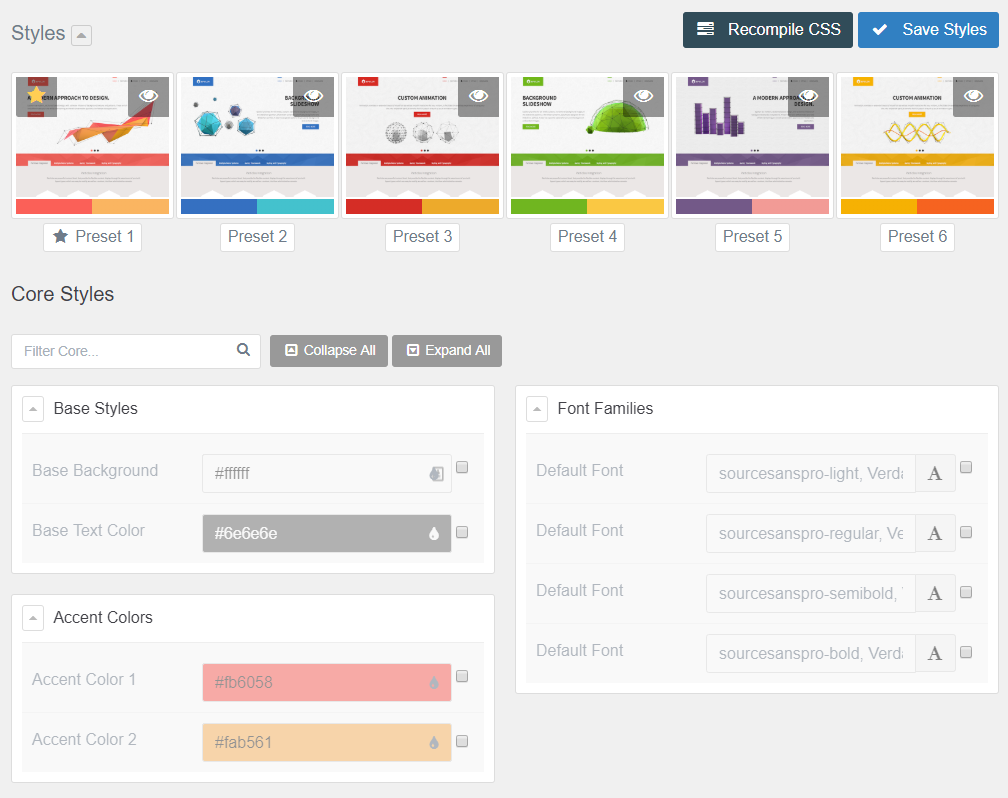 Styles
Recompile CSS
Save Styles
MODERN APPROACH TO DESIGN.
BACKGROUND
SLIDESHOW
CUSTOM ANIMATION
BACKGROUND
SLIDESHOW
A MODERN
DESIGN.
CUSTOM ANIMATION
Preset 1
Preset 2
Preset 3
Preset 4
Preset 5
Preset 6
Core Styles
Filter Core...
Collapse All
Expand All
Base Styles
Base Background
#ffffff
Base Text Color
#6e6e6e
Accent Colors
Accent Color 1
#fb6058
Accent Color 2
#fab561
Font Families
Default Font
sourcesanspro-light, Verda
A
Default Font
sourcesanspro-regular, Ve
A
Default Font
sourcesanspro-semibold,
A
Default Font
sourcesanspro-bold, Verda
A